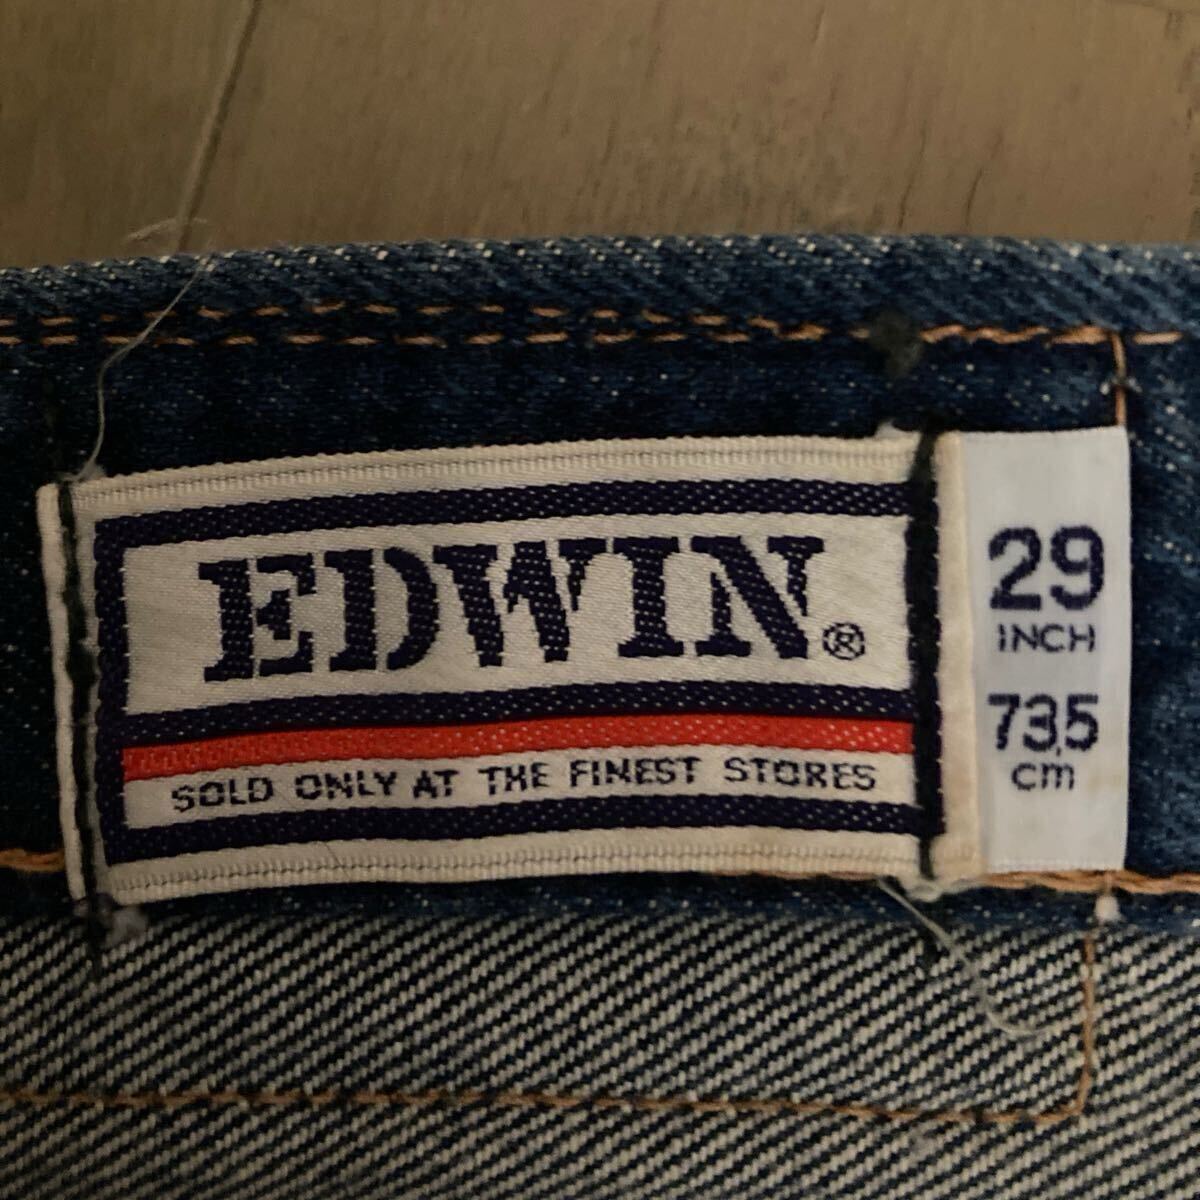 EDWIN®
SOLD ONLY AT THE FINEST STORES
29
INCH
73.5
cm